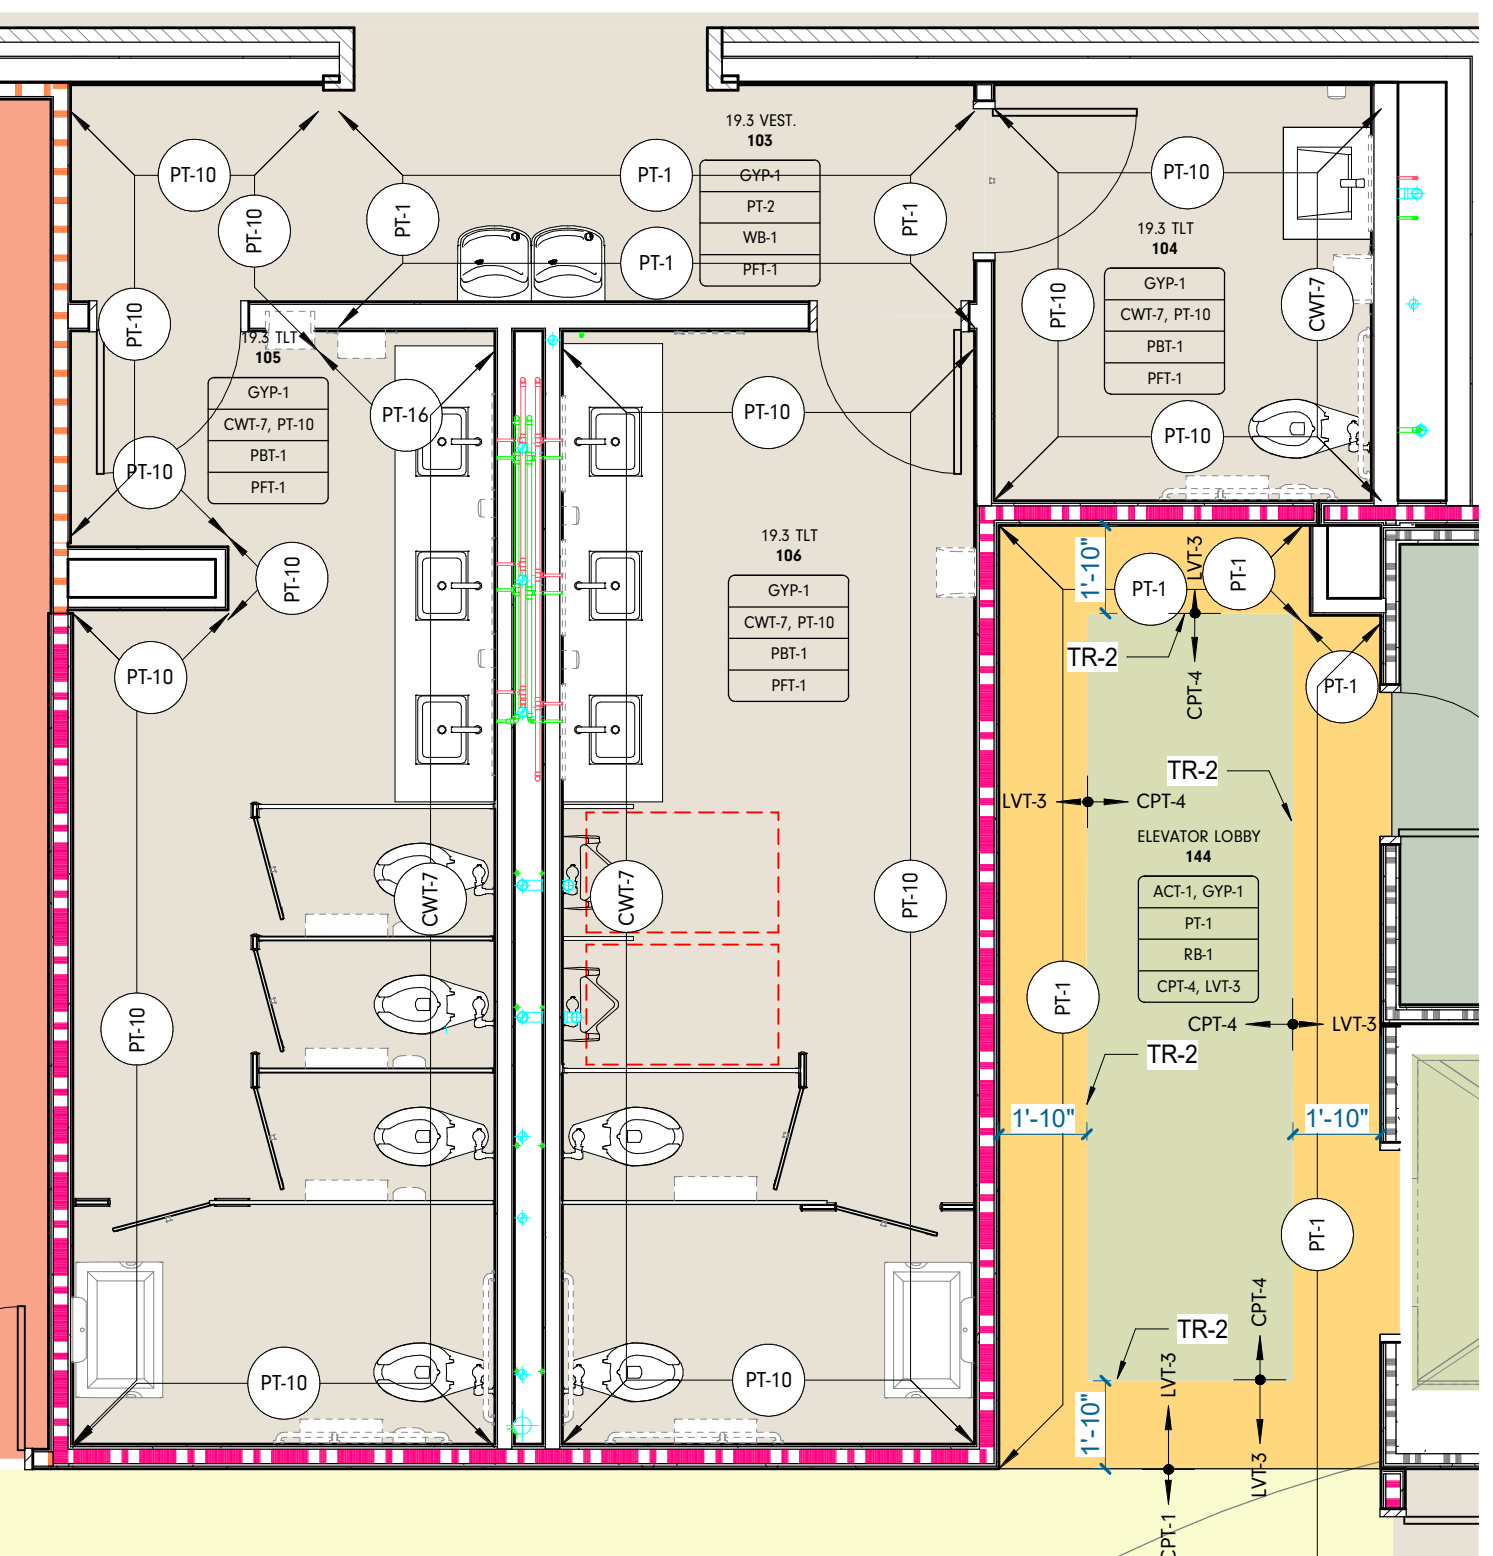 19.3 VEST.
103
GYP-1
PT-2
WB-1
PFT-1
PT-10
PT-10
PT-10
PT-1
PT-1
PT-1
PT-1
PT-10
19.3 TLT
104
GYP-1
CWT-7, PT-10
PBT-1
PFT-1
PT-10
CWT-7
PT-10
19.3 TLT
105
GYP-1
CWT-7, PT-10
PBT-1
PFT-1
PT-16
PT-10
PT-10
PT-10
PT-10
19.3 TLT
106
GYP-1
CWT-7, PT-10
PBT-1
PFT-1
1'-10"
LVT-3
PT-1
PT-1
TR-2
CPT-4
PT-1
TR-2
LVT-3
CPT-4
ELEVATOR LOBBY
144
ACT-1, GYP-1
PT-1
RB-1
CPT-4, LVT-3
CWT-7
CWT-7
PT-10
PT-10
PT-1
CPT-4
LVT-3
TR-2
1'-10"
1'-10"
PT-1
CPT-4
TR-2
LVT-3
PT-10
PT-10
1'-10"
LVT-3
CPT-1